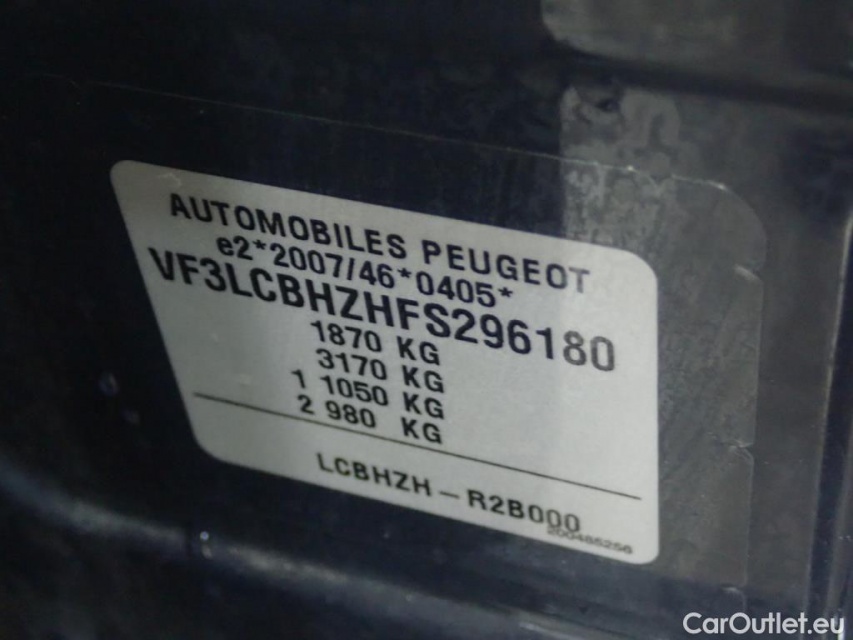 AUTOMOBILES PEUGEOT
e2*2007/46*0405*
VF3LCBHZHFS296180
1870 KG
3170 KG
1 1050 KG
2 980 KG
LCBHZH - R2B000
200485256
CarOutlet.eu